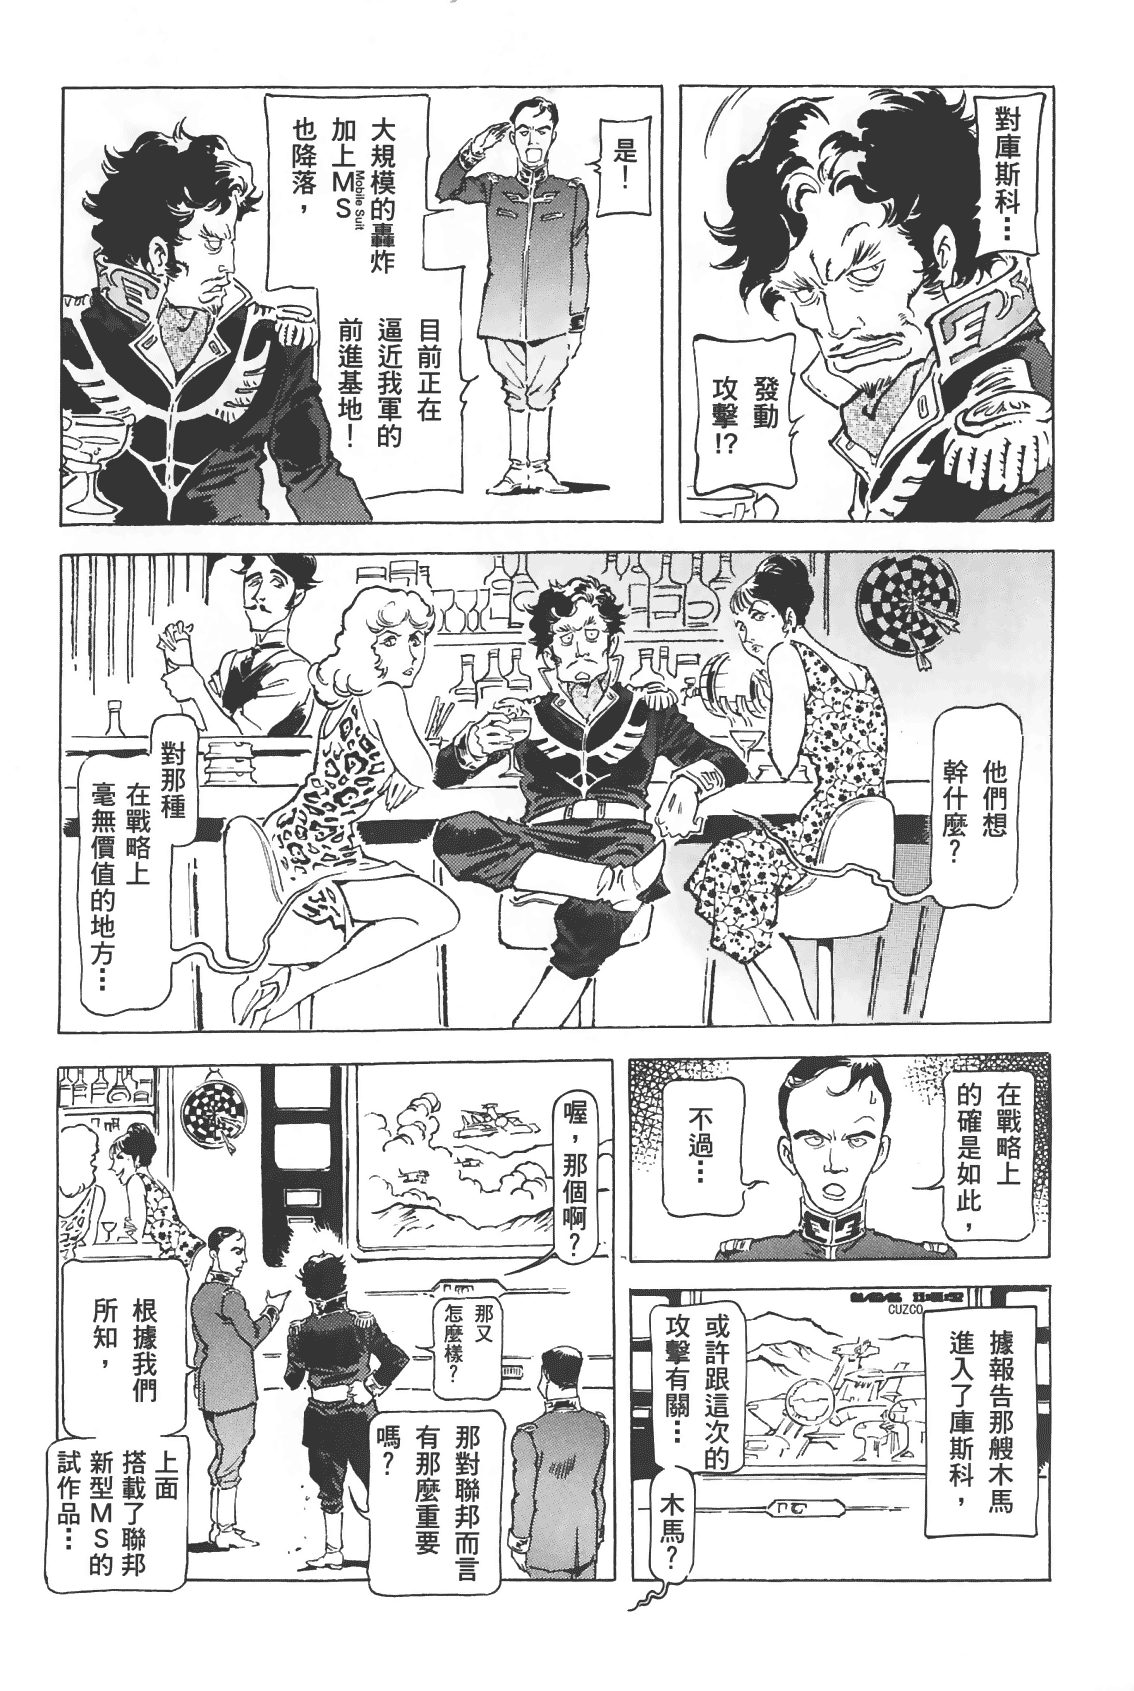 對庫斯科…
發動
攻擊!?
是！
大規模的轟炸
加上MS
Mobile Suit
也降落，
目前正在
逼近我軍的
前進基地！
他們想
幹什麼？
對那種
在戰略上
毫無價值的地方…
在戰略上
的確是如此，
不過…
CUZCO
據報告那艘木馬
進入了庫斯科，
或許跟這次的
攻擊有關…
木馬？
喔，那個啊？
那又
怎麼樣？
那對聯邦而言
有那麼重要
嗎？
根據我們
所知，
上面
搭載了聯邦
新型MS的
試作品…